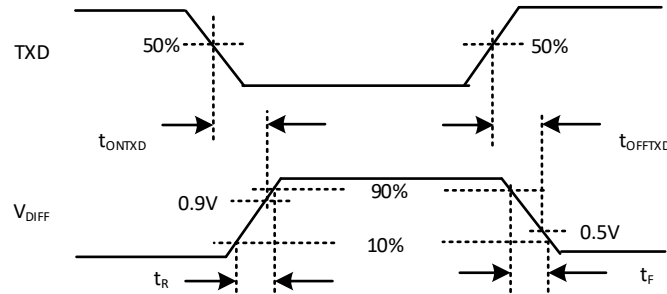 50%
50%
TXD
tONTXD
tOFFTXD
90%
0.9V
VDIFF
0.5V
10%
tR
tF